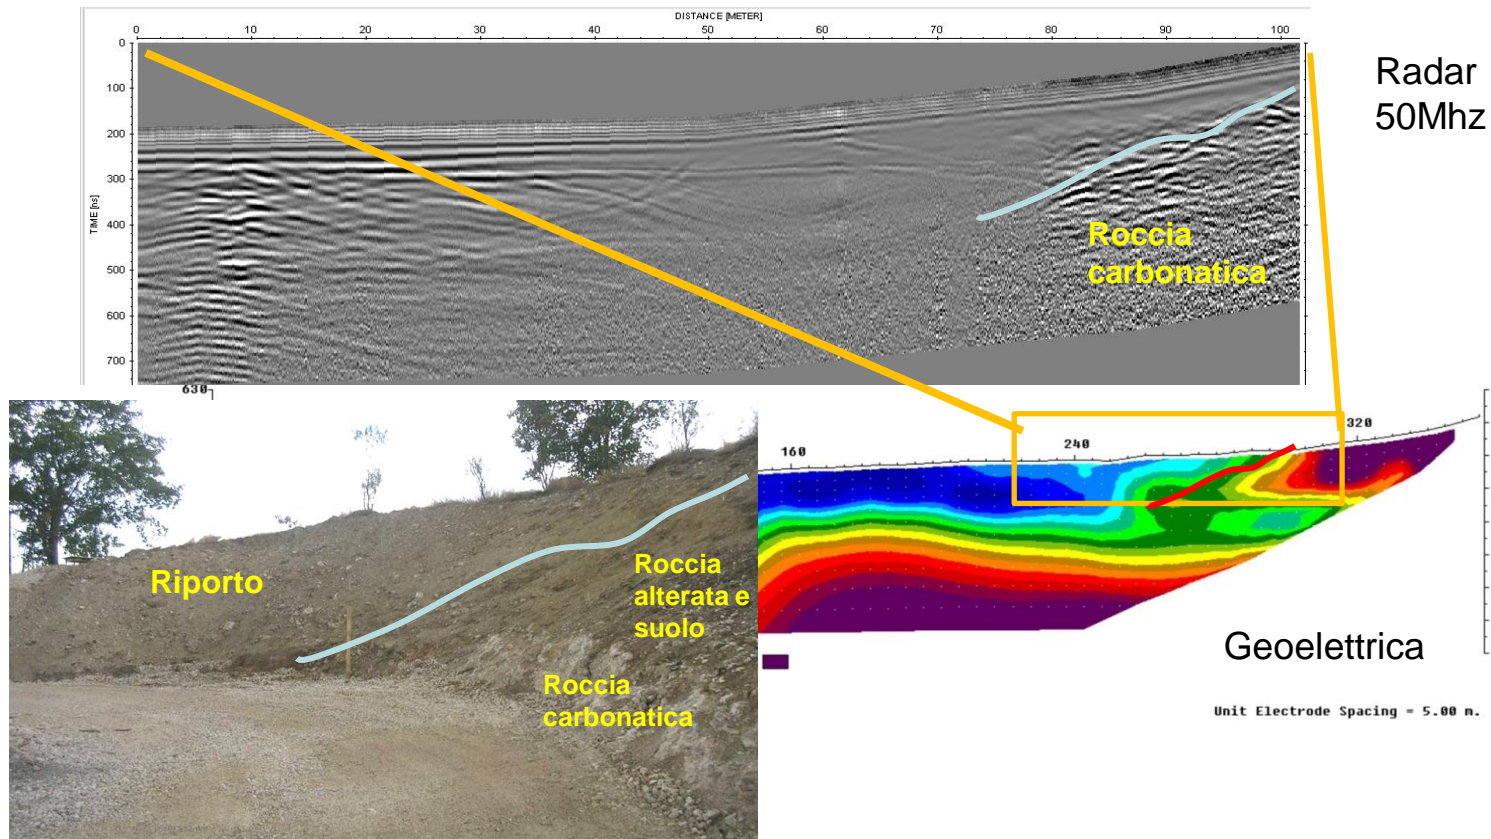 DISTANCE [METER]
0 10 20 30 40 50 60 70 80 90 100
0
100
200
300
400
500
600
700
TIME [ns]
Radar
50Mhz
Roccia
carbonatica
630
Riporto
Roccia
alterata e
suolo
Roccia
carbonatica
160 240 320
Geoelettrica
Unit Electrode Spacing = 5.00 m.